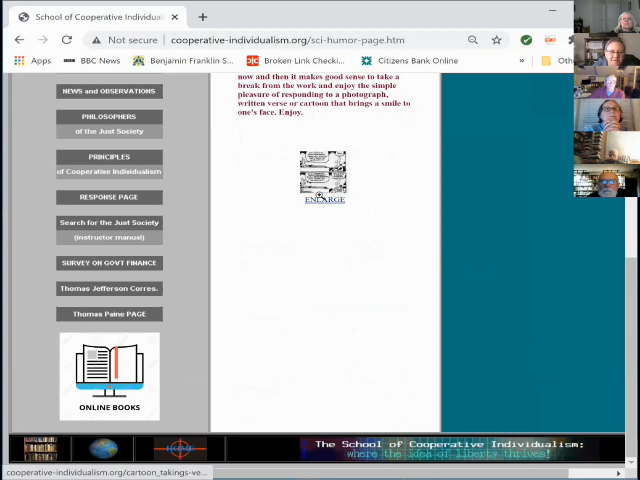 School of Cooperative Individuali
Not secure
cooperative-individualism.org/sci-humor-page.htm
Apps
BBC News
Benjamin Franklin S...
Broken Link Checki...
Citizens Bank Online
Othe
NEWS and OBSERVATIONS
PHILOSOPHERS
of the Just Society
PRINCIPLES
of Cooperative Individualism
RESPONSE PAGE
Search for the Just Society
(instructor manual)
SURVEY ON GOVT FINANCE
Thomas Jefferson Corres.
Thomas Paine PAGE
ONLINE BOOKS
now and then it makes good sense to take a
break from the work and enjoy the simple
pleasure of responding to a photograph,
written verse or cartoon that brings a smile to
one's face. Enjoy.
ENLARGE
HOME
The School of Cooperative Individualism:
where the idea of liberty thrives!
cooperative-individualism.org/cartoon_takings-ve...